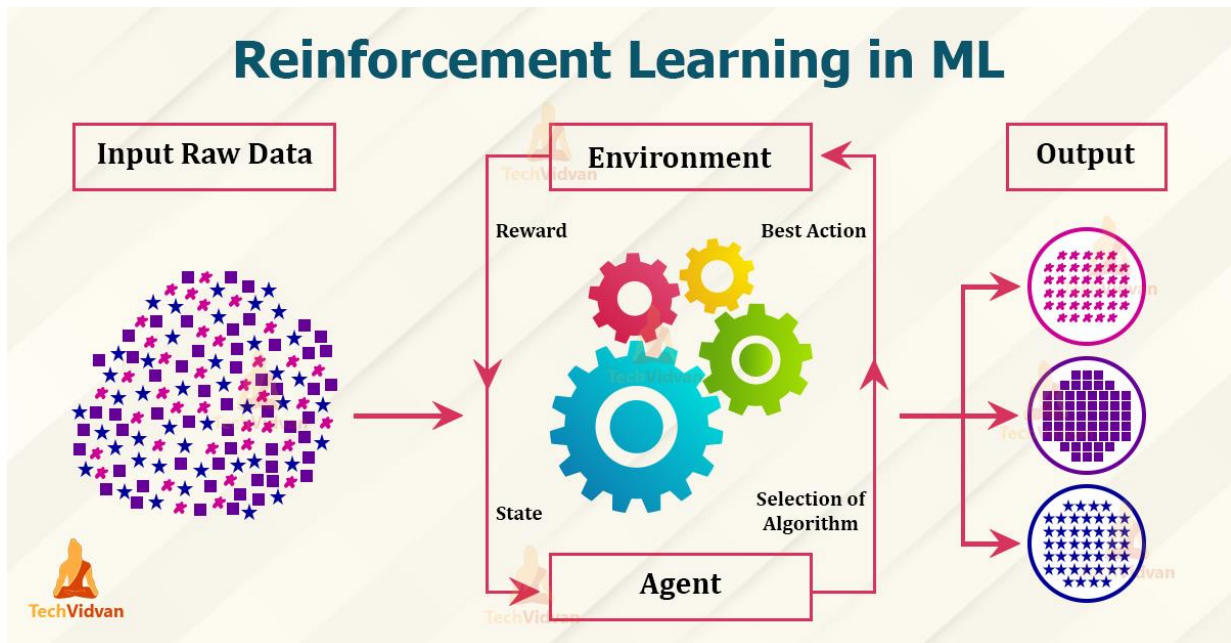 Reinforcement Learning in ML
Input Raw Data
Environment
Output
TechVidvan
Reward
Best Action
TechVidvan
State
Selection of
Algorithm
Agent
TechVidvan
TechVidvan